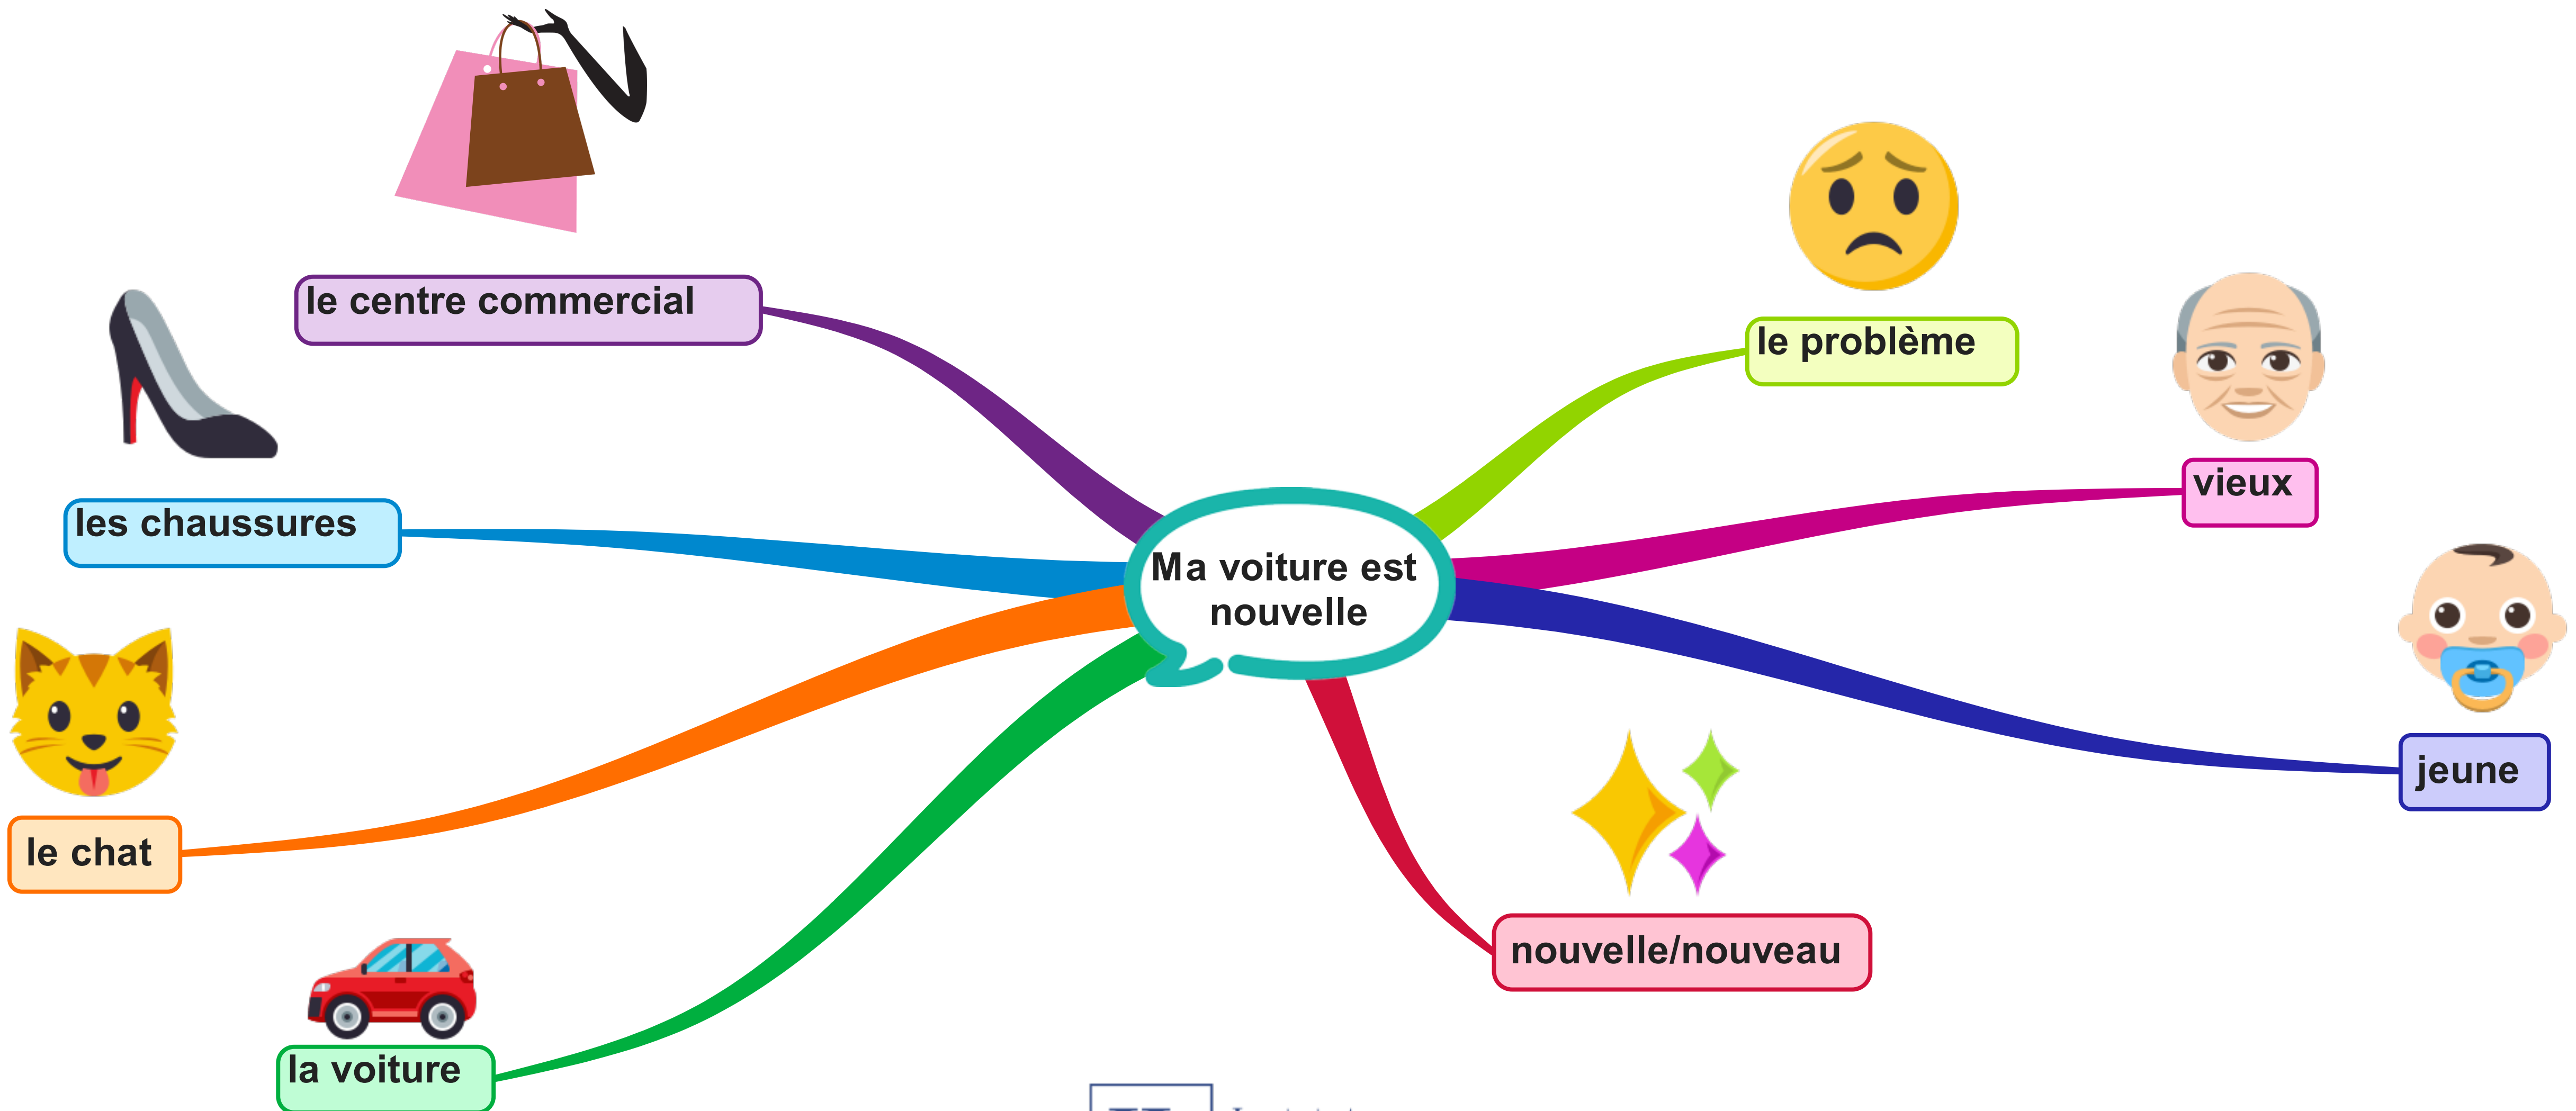 le centre commercial
le problème
vieux
les chaussures
Ma voiture est
nouvelle
jeune
le chat
nouvelle/nouveau
la voiture